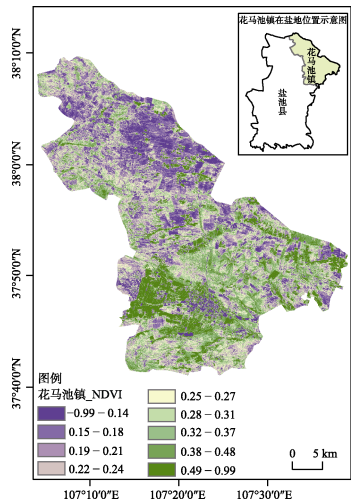 花马池镇在盐地位置示意图
花马池镇
盐池县
38°10′0″N
38°0′0″N
37°50′0″N
37°40′0″N
图例
花马池镇_NDVI
-0.99 - 0.14
0.15 - 0.18
0.19 - 0.21
0.22 - 0.24
0.25 - 0.27
0.28 - 0.31
0.32 - 0.37
0.38 - 0.48
0.49 - 0.99
0 5 km
107°10′0″E
107°20′0″E
107°30′0″E